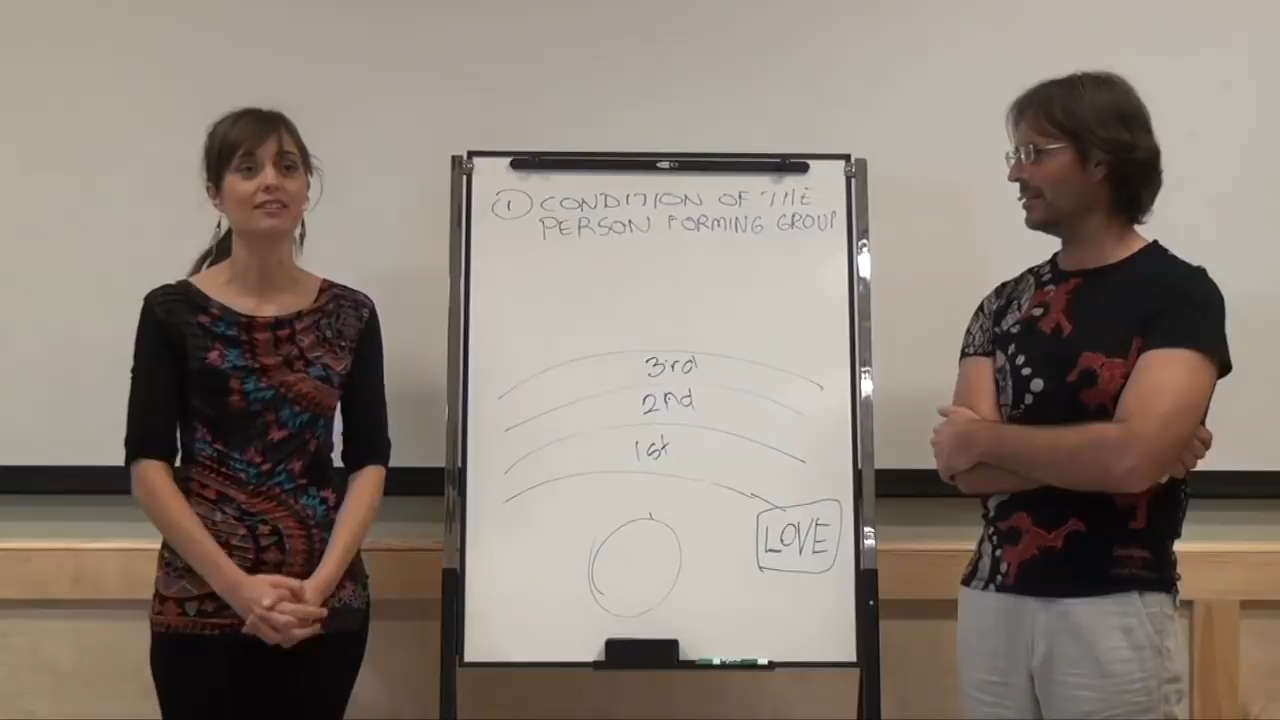 ① CONDITION OF THE
PERSON FORMING GROUP
3rd
2nd
1st
LOVE